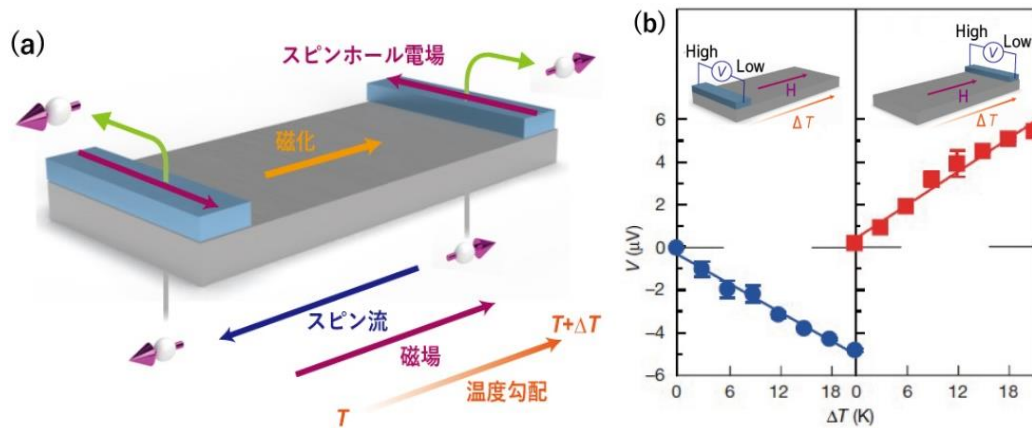 (a)
スピンホール電場
磁化
スピン流
磁場
T+ΔT
温度勾配
T
(b)
High
V
Low
H
ΔT
High
V
Low
H
ΔT
6
4
2
0
−2
−4
−6
V (μV)
0 6 12 18 0 6 12 18
ΔT (K)